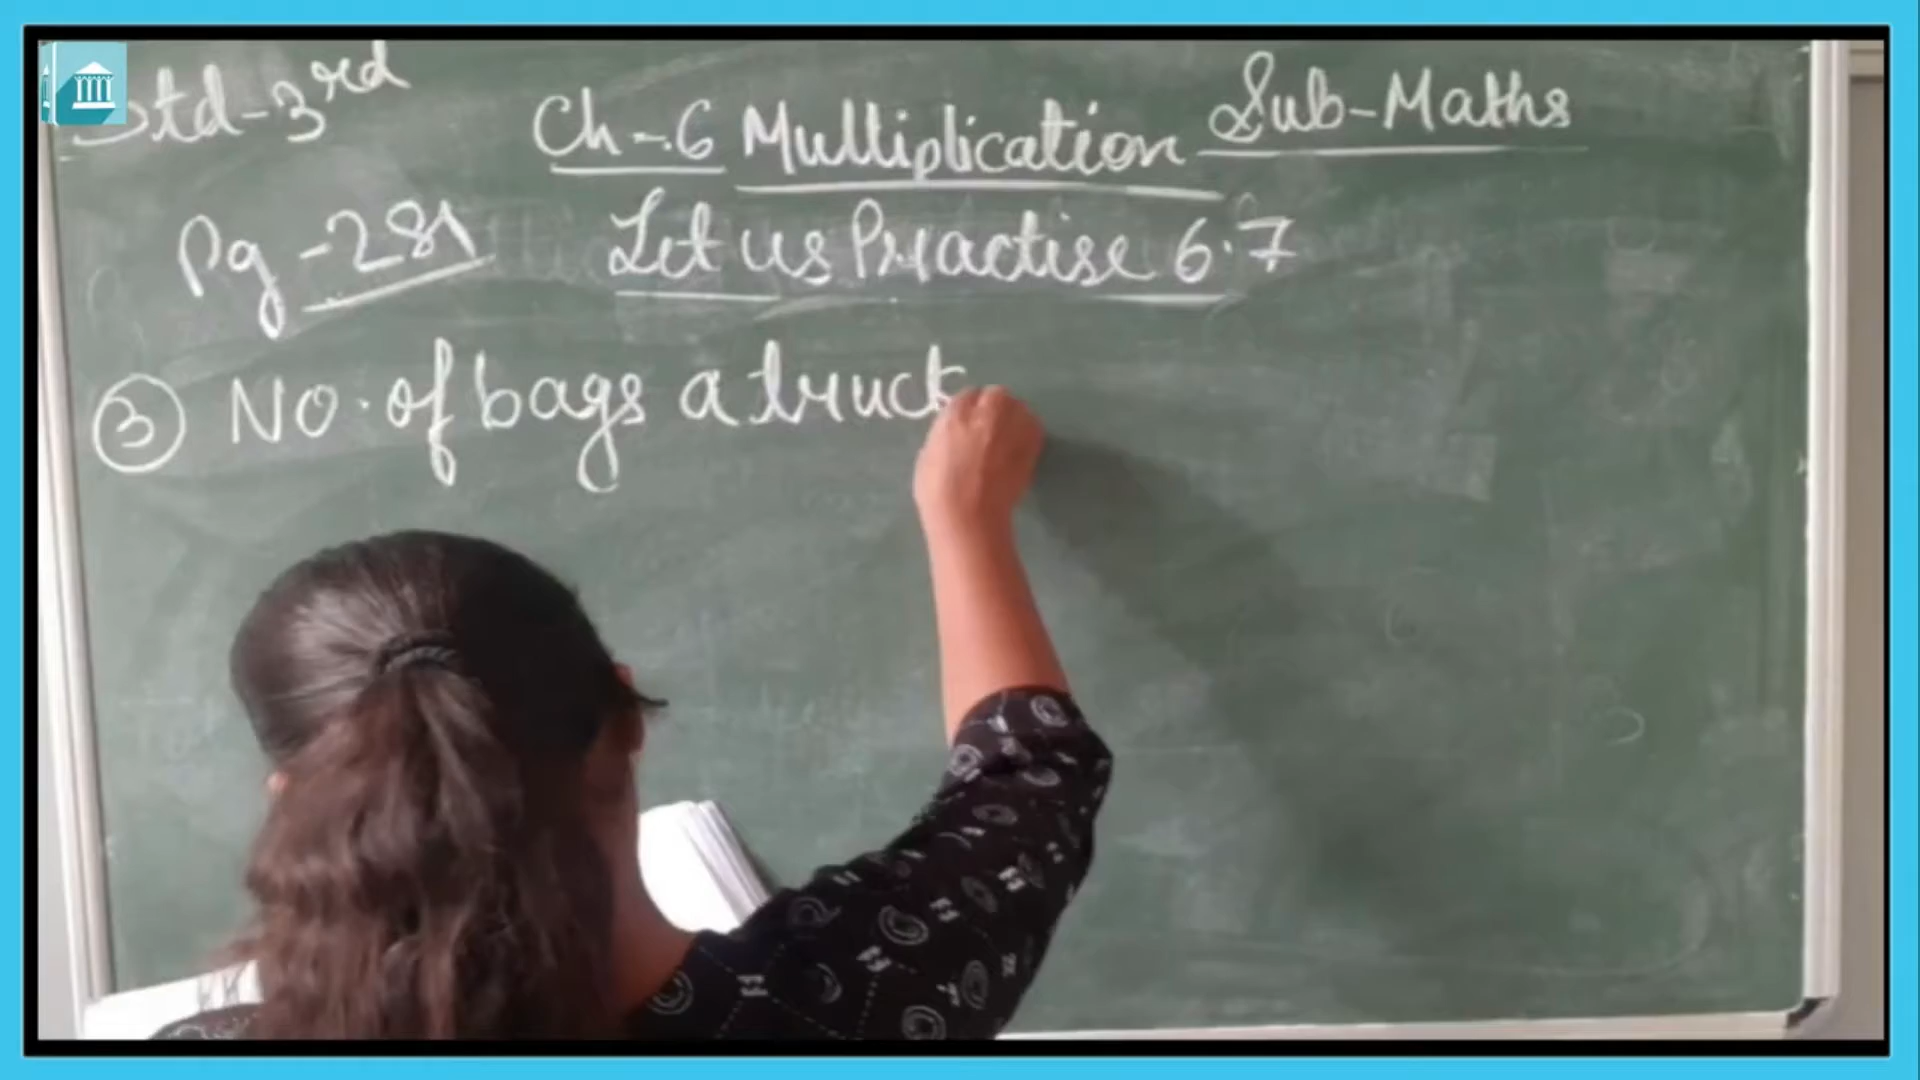 Std-3rd
Ch-6 Multiplication
Sub-Maths
Pg-281
Let us Practise 6.7
3 No. of bags a truck